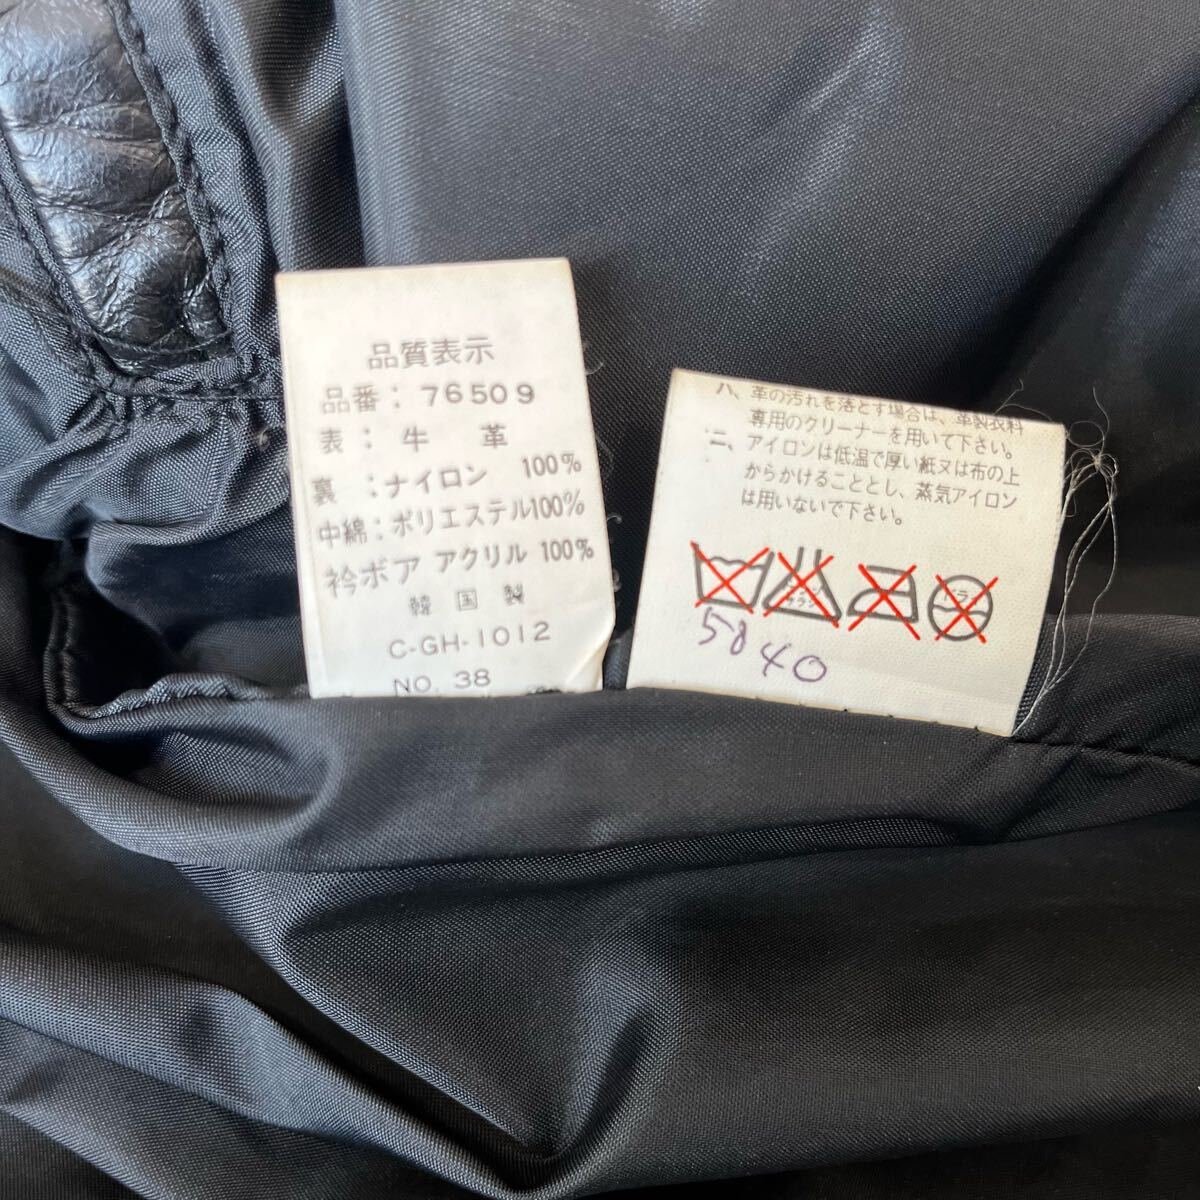 品質表示
品番: 76509
表: 牛 革
裏 :ナイロン 100%
中綿:ポリエステル100%
衿ボア アクリル 100%
韓国製
C-GH-1012
NO. 38
ハ、革の汚れを落とす場合は、革製衣料
専用のクリーナーを用いて下さい。
ニ、アイロンは低温で厚い紙又は布の上
からかけることとし、蒸気アイロン
は用いないで下さい。
ドライ
5840